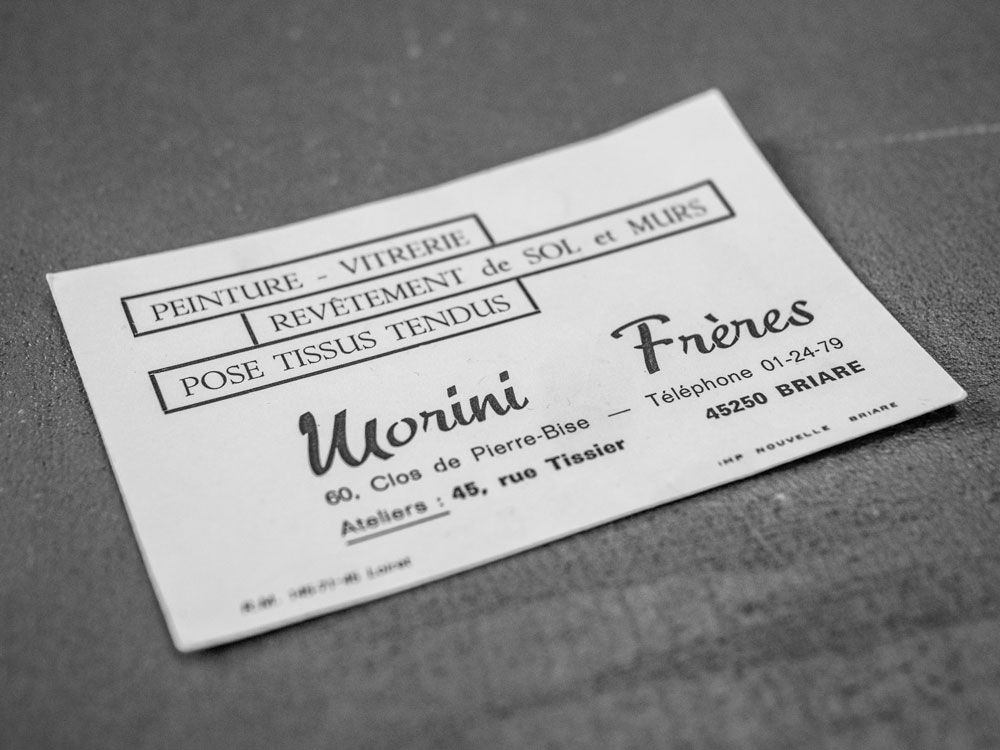 PEINTURE - VITRERIE
REVÊTEMENT de SOL et MURS
POSE TISSUS TENDUS
Morini Frères
60, Clos de Pierre-Bise — Téléphone 01-24-79
Ateliers : 45, rue Tissier 45250 BRIARE
IMP NOUVELLE BRIARE
Loiret